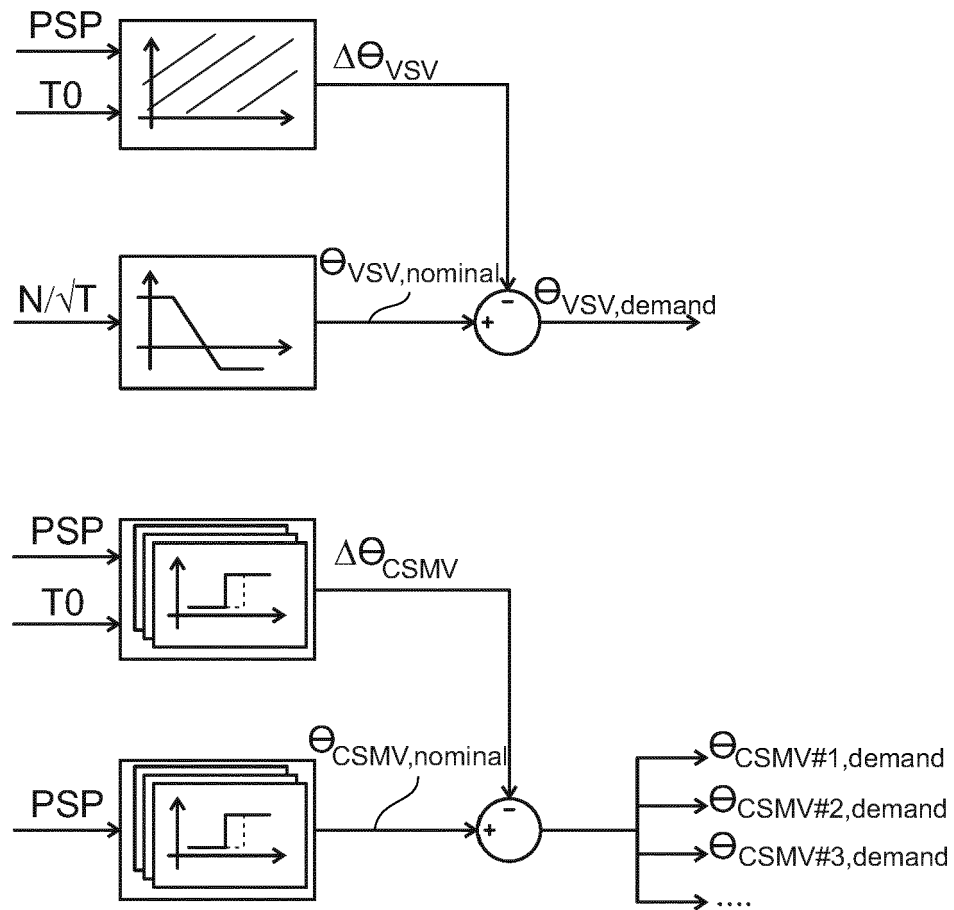 PSP
ΔΘVSV
T0
ΘVSV,nominal
N/√T
-
ΘVSV,demand
+
PSP
ΔΘCSMV
T0
ΘCSMV,nominal
ΘCSMV#1,demand
PSP
-
ΘCSMV#2,demand
+
ΘCSMV#3,demand
....